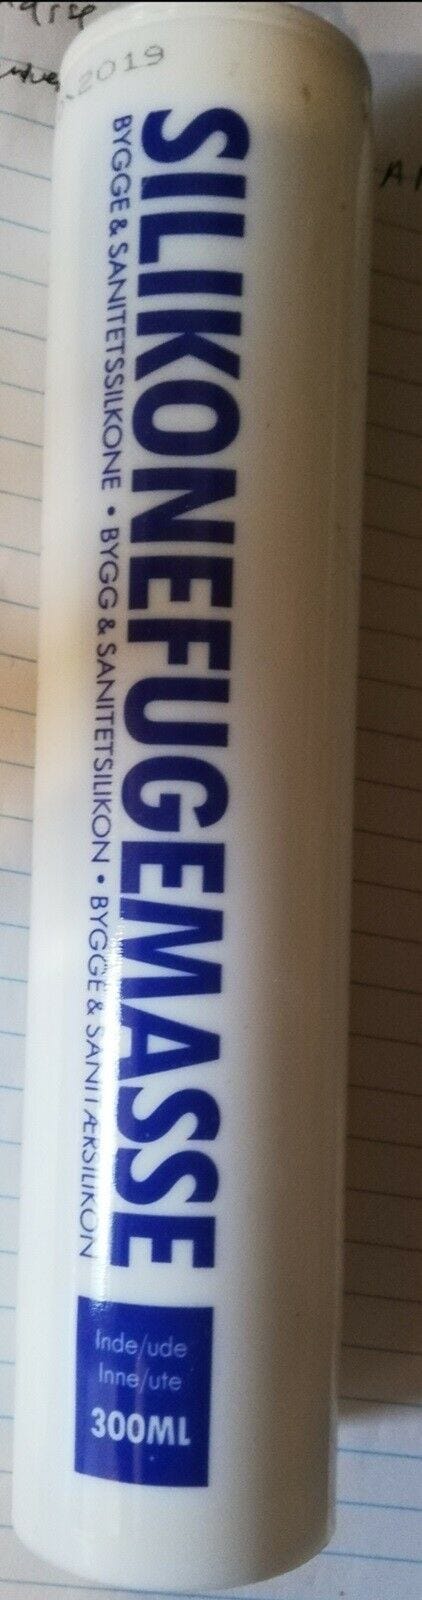 2019
SILIKONEFUGEMASSE
BYGGE & SANITETSSILKONE • BYGG & SANITETSILIKON • BYGGE & SANITÆRSILIKON
Inde/ude
Inne/ute
300ML